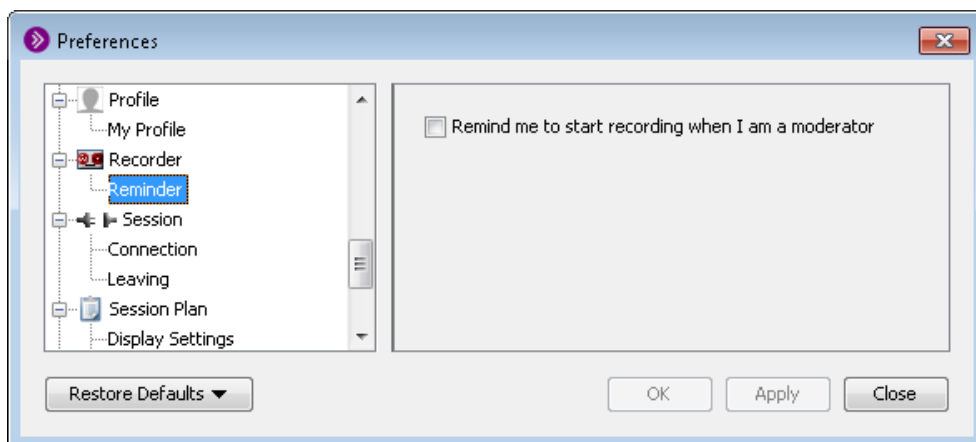 Preferences
Profile
My Profile
Recorder
Reminder
Session
Connection
Leaving
Session Plan
Display Settings
Remind me to start recording when I am a moderator
Restore Defaults
OK
Apply
Close